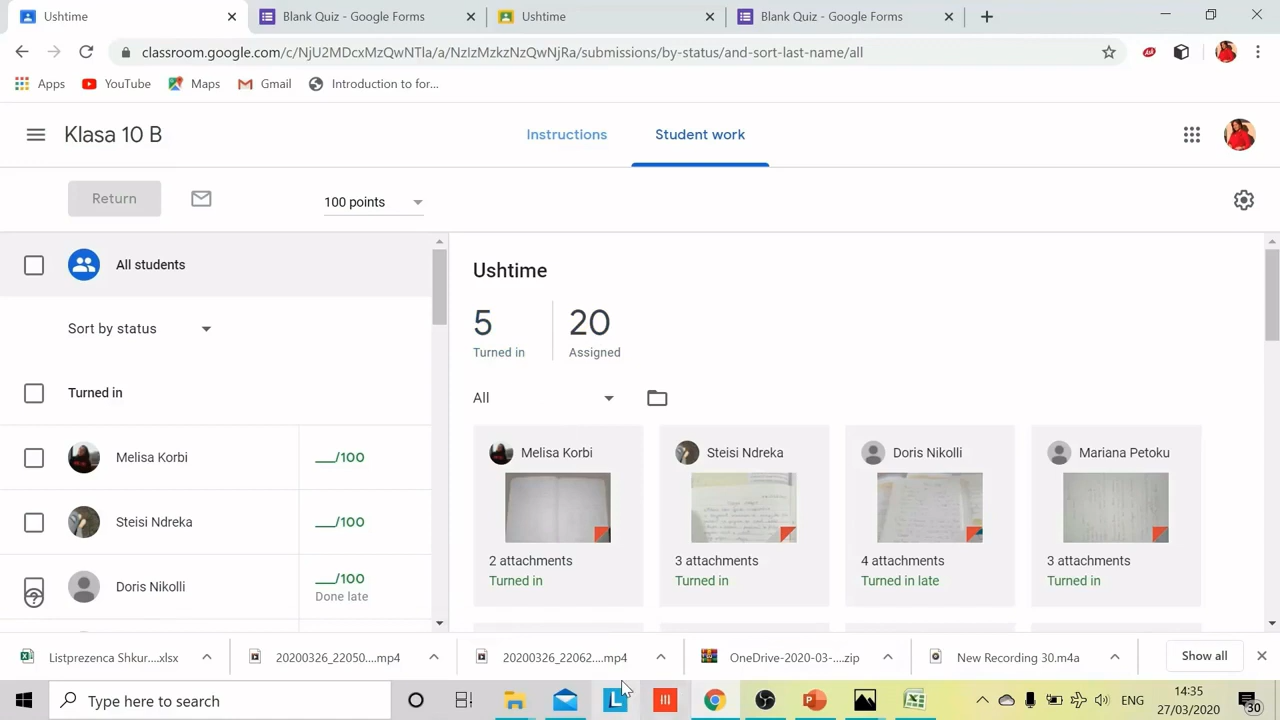 Ushtime
Blank Quiz - Google Forms
Ushtime
Blank Quiz - Google Forms
classroom.google.com/c/NjU2MDcxMzQwNTIa/a/NzIzMzkzNzQwNjRa/submissions/by-status/and-sort-last-name/all
Apps
YouTube
Maps
Gmail
Introduction to for...
Klasa 10 B
Instructions
Student work
Return
100 points
All students
Sort by status
Turned in
Melisa Korbi
__/100
Steisi Ndreka
__/100
Doris Nikolli
__/100
Done late
Ushtime
5
Turned in
20
Assigned
All
Melisa Korbi
2 attachments
Turned in
Steisi Ndreka
3 attachments
Turned in
Doris Nikolli
4 attachments
Turned in late
Mariana Petoku
3 attachments
Turned in
Listprezenca Shkur....xlsx
20200326_22050....mp4
20200326_22062....mp4
OneDrive-2020-03-....zip
New Recording 30.m4a
Show all
Type here to search
ENG
14:35
27/03/2020
30